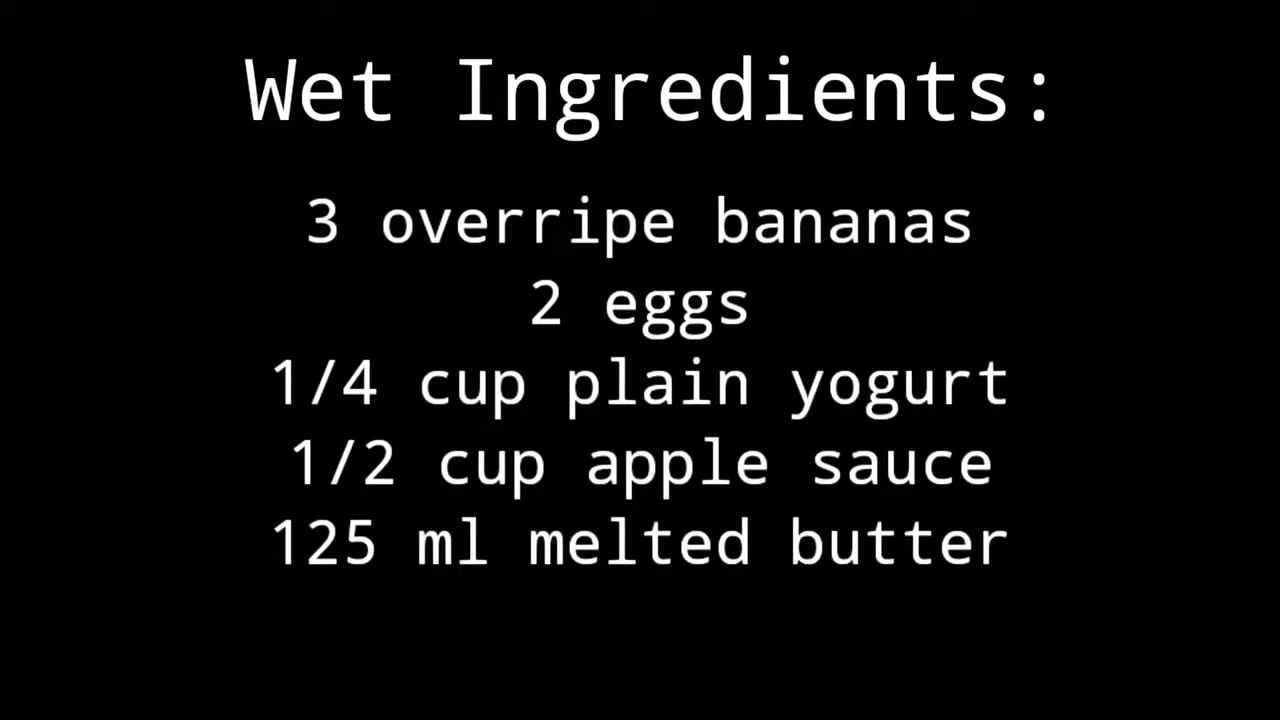 Wet Ingredients:
3 overripe bananas
2 eggs
1/4 cup plain yogurt
1/2 cup apple sauce
125 ml melted butter